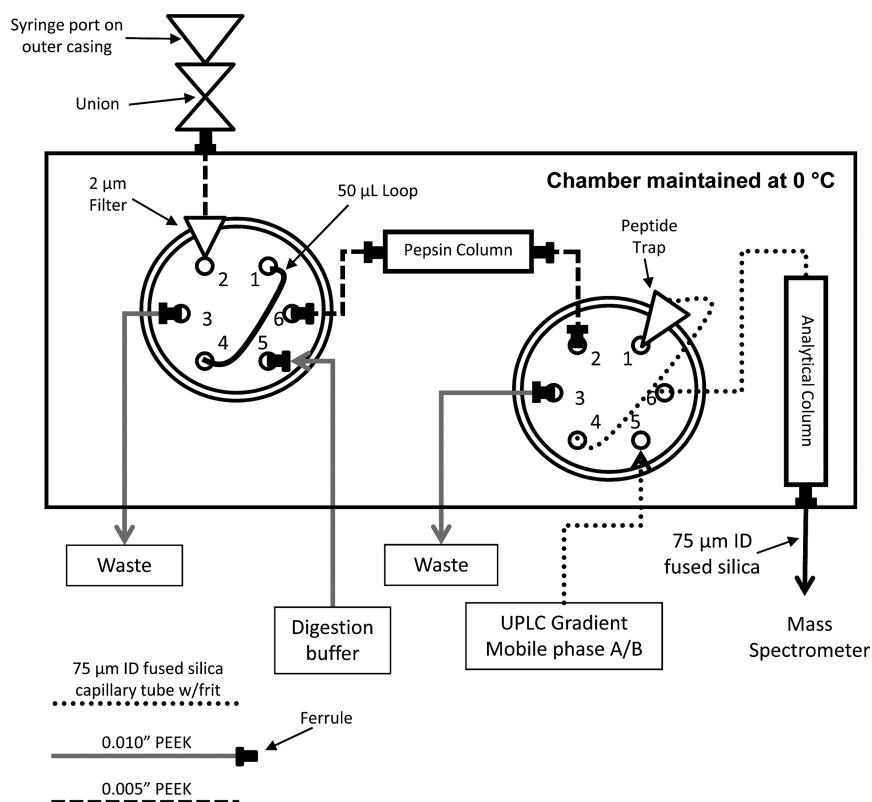 Syringe port on
outer casing
Union
Chamber maintained at 0 °C
2 µm
Filter
50 µL Loop
Pepsin Column
Peptide
Trap
Analytical Column
2
1
3
6
4
5
2
1
3
6
4
5
Waste
Waste
75 µm ID
fused silica
Digestion
buffer
UPLC Gradient
Mobile phase A/B
Mass
Spectrometer
75 µm ID fused silica
capillary tube w/frit
Ferrule
0.010” PEEK
0.005” PEEK